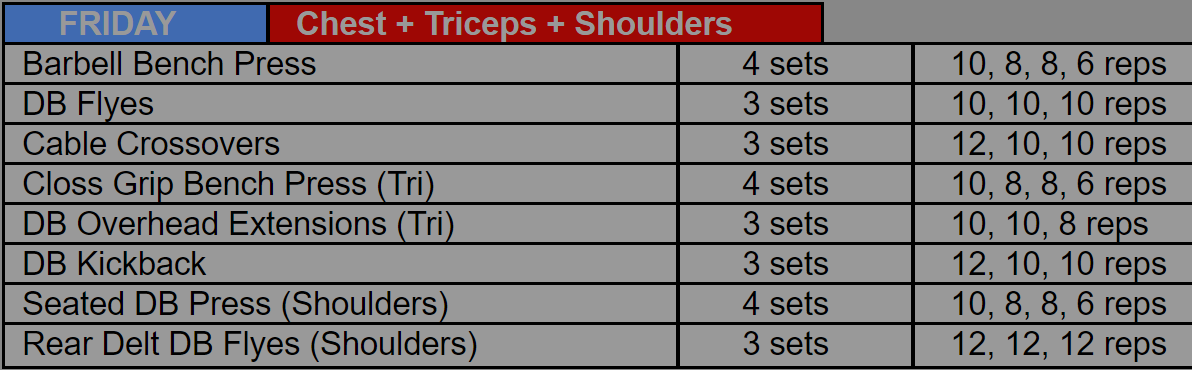 FRIDAY Chest + Triceps + Shoulders
Barbell Bench Press 4 sets 10, 8, 8, 6 reps
DB Flyes 3 sets 10, 10, 10 reps
Cable Crossovers 3 sets 12, 10, 10 reps
Closs Grip Bench Press (Tri) 4 sets 10, 8, 8, 6 reps
DB Overhead Extensions (Tri) 3 sets 10, 10, 8 reps
DB Kickback 3 sets 12, 10, 10 reps
Seated DB Press (Shoulders) 4 sets 10, 8, 8, 6 reps
Rear Delt DB Flyes (Shoulders) 3 sets 12, 12, 12 reps